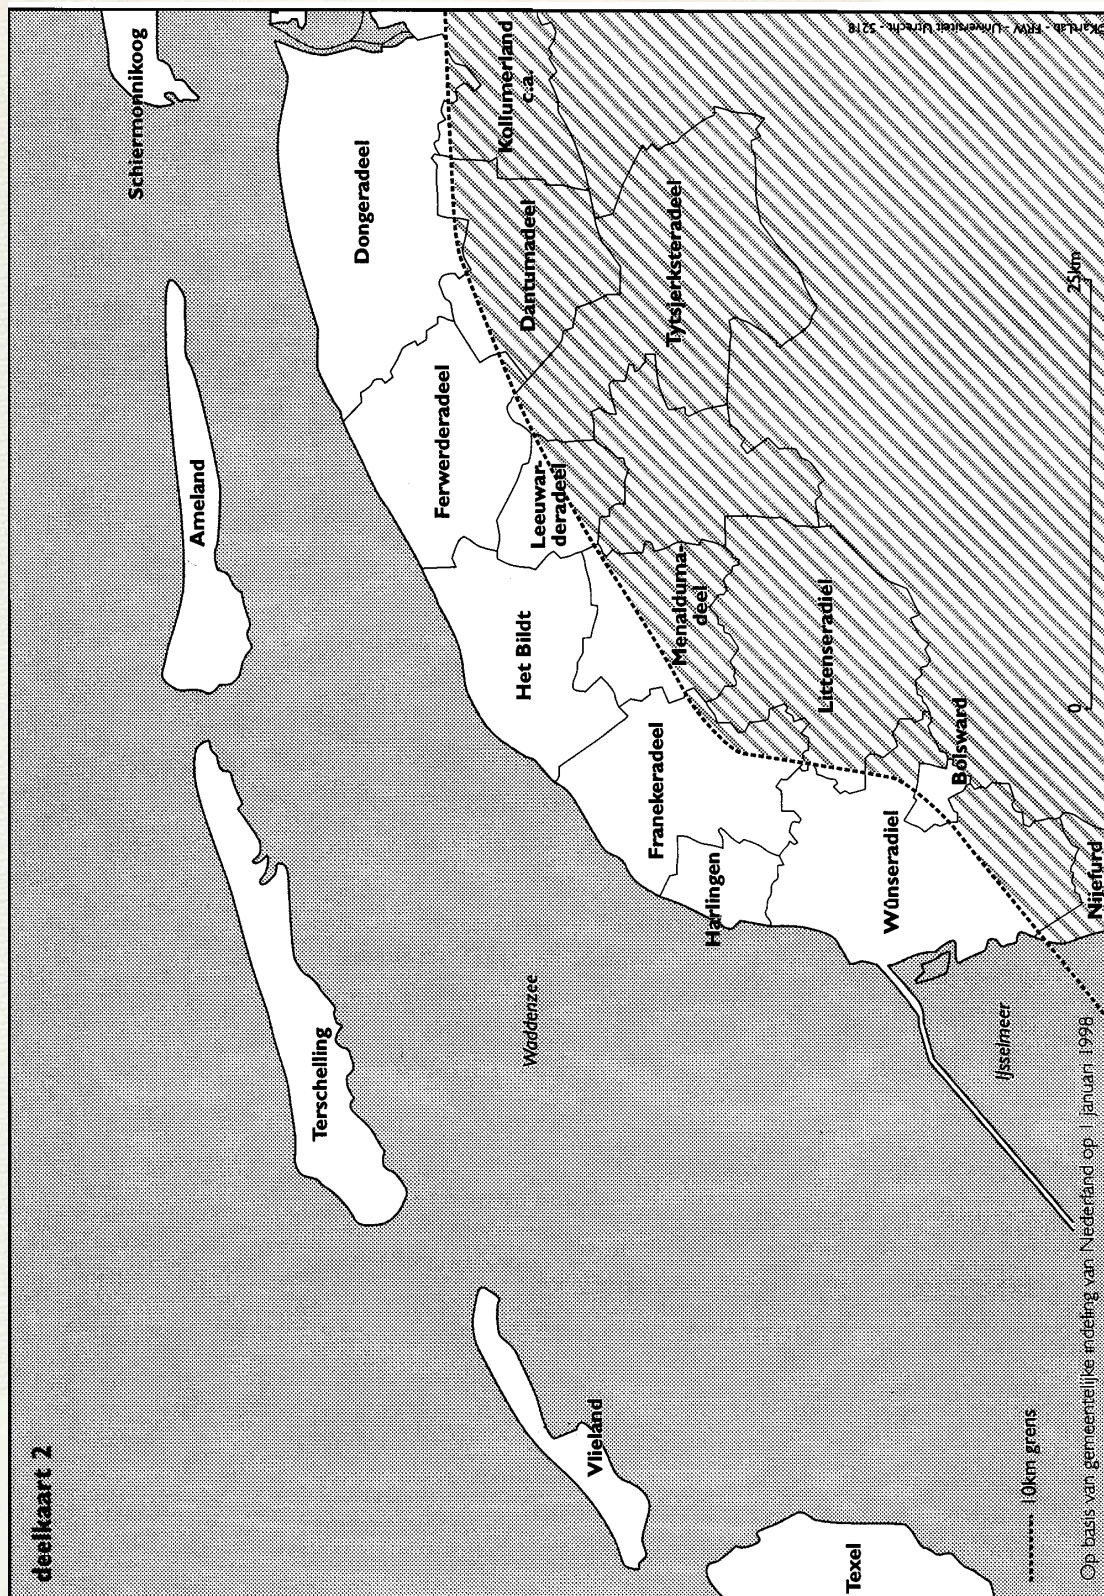 deelkaart 2
Schiermonnikoog
Ameland
Terschelling
Vlieland
Texel
Waddenzee
IJsselmeer
Dongeradeel
Kollumerland
c.a.
Dantumadeel
Tytsjerksteradeel
Ferwerderadeel
Leeuwar-
deradeel
Het Bildt
Menalduma-
deel
Littenseradiel
Franekeradeel
Harlingen
Wûnseradiel
Bolsward
Nijefurd
0 25km
10km grens
Op basis van gemeentelijke indeling van Nederland op 1 januari 1998
©KartLab - FRW - Universiteit Utrecht - 5218